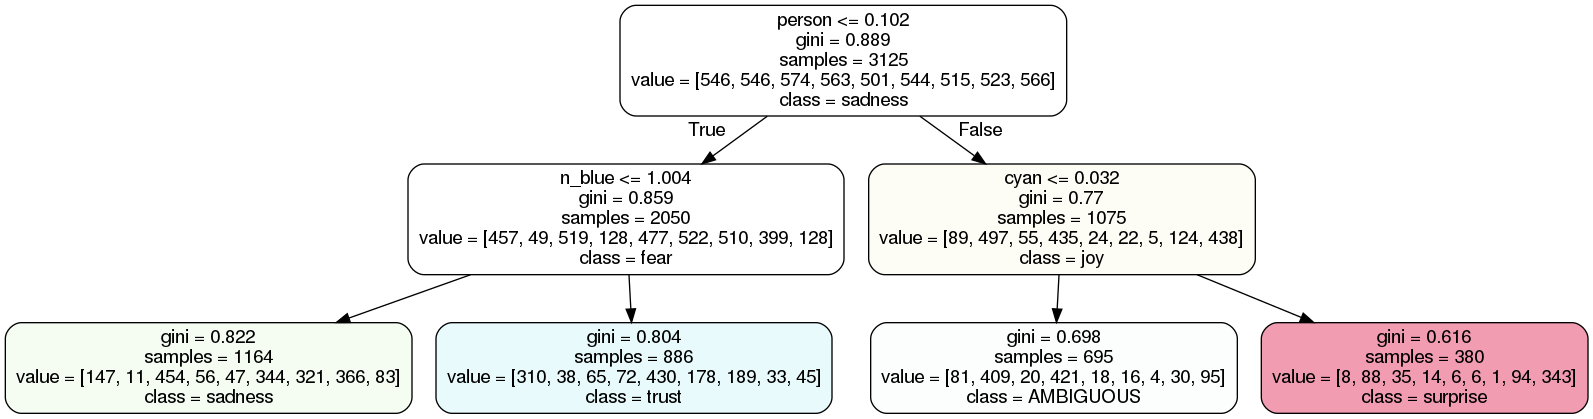 person <= 0.102
gini = 0.889
samples = 3125
value = [546, 546, 574, 563, 501, 544, 515, 523, 566]
class = sadness
True
False
n_blue <= 1.004
gini = 0.859
samples = 2050
value = [457, 49, 519, 128, 477, 522, 510, 399, 128]
class = fear
cyan <= 0.032
gini = 0.77
samples = 1075
value = [89, 497, 55, 435, 24, 22, 5, 124, 438]
class = joy
gini = 0.822
samples = 1164
value = [147, 11, 454, 56, 47, 344, 321, 366, 83]
class = sadness
gini = 0.804
samples = 886
value = [310, 38, 65, 72, 430, 178, 189, 33, 45]
class = trust
gini = 0.698
samples = 695
value = [81, 409, 20, 421, 18, 16, 4, 30, 95]
class = AMBIGUOUS
gini = 0.616
samples = 380
value = [8, 88, 35, 14, 6, 6, 1, 94, 343]
class = surprise